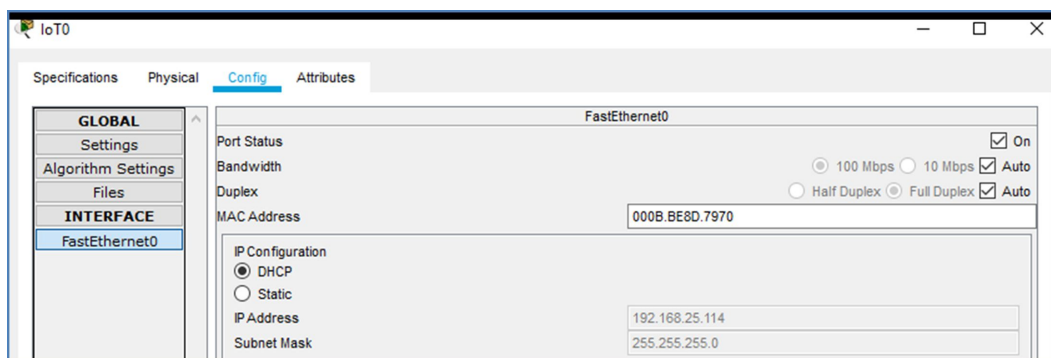 IoT0
Specifications Physical Config Attributes
GLOBAL
Settings
Algorithm Settings
Files
INTERFACE
FastEthernet0
FastEthernet0
Port Status On
Bandwidth 100 Mbps 10 Mbps Auto
Duplex Half Duplex Full Duplex Auto
MAC Address 000B.BE8D.7970
IP Configuration
DHCP
Static
IP Address 192.168.25.114
Subnet Mask 255.255.255.0